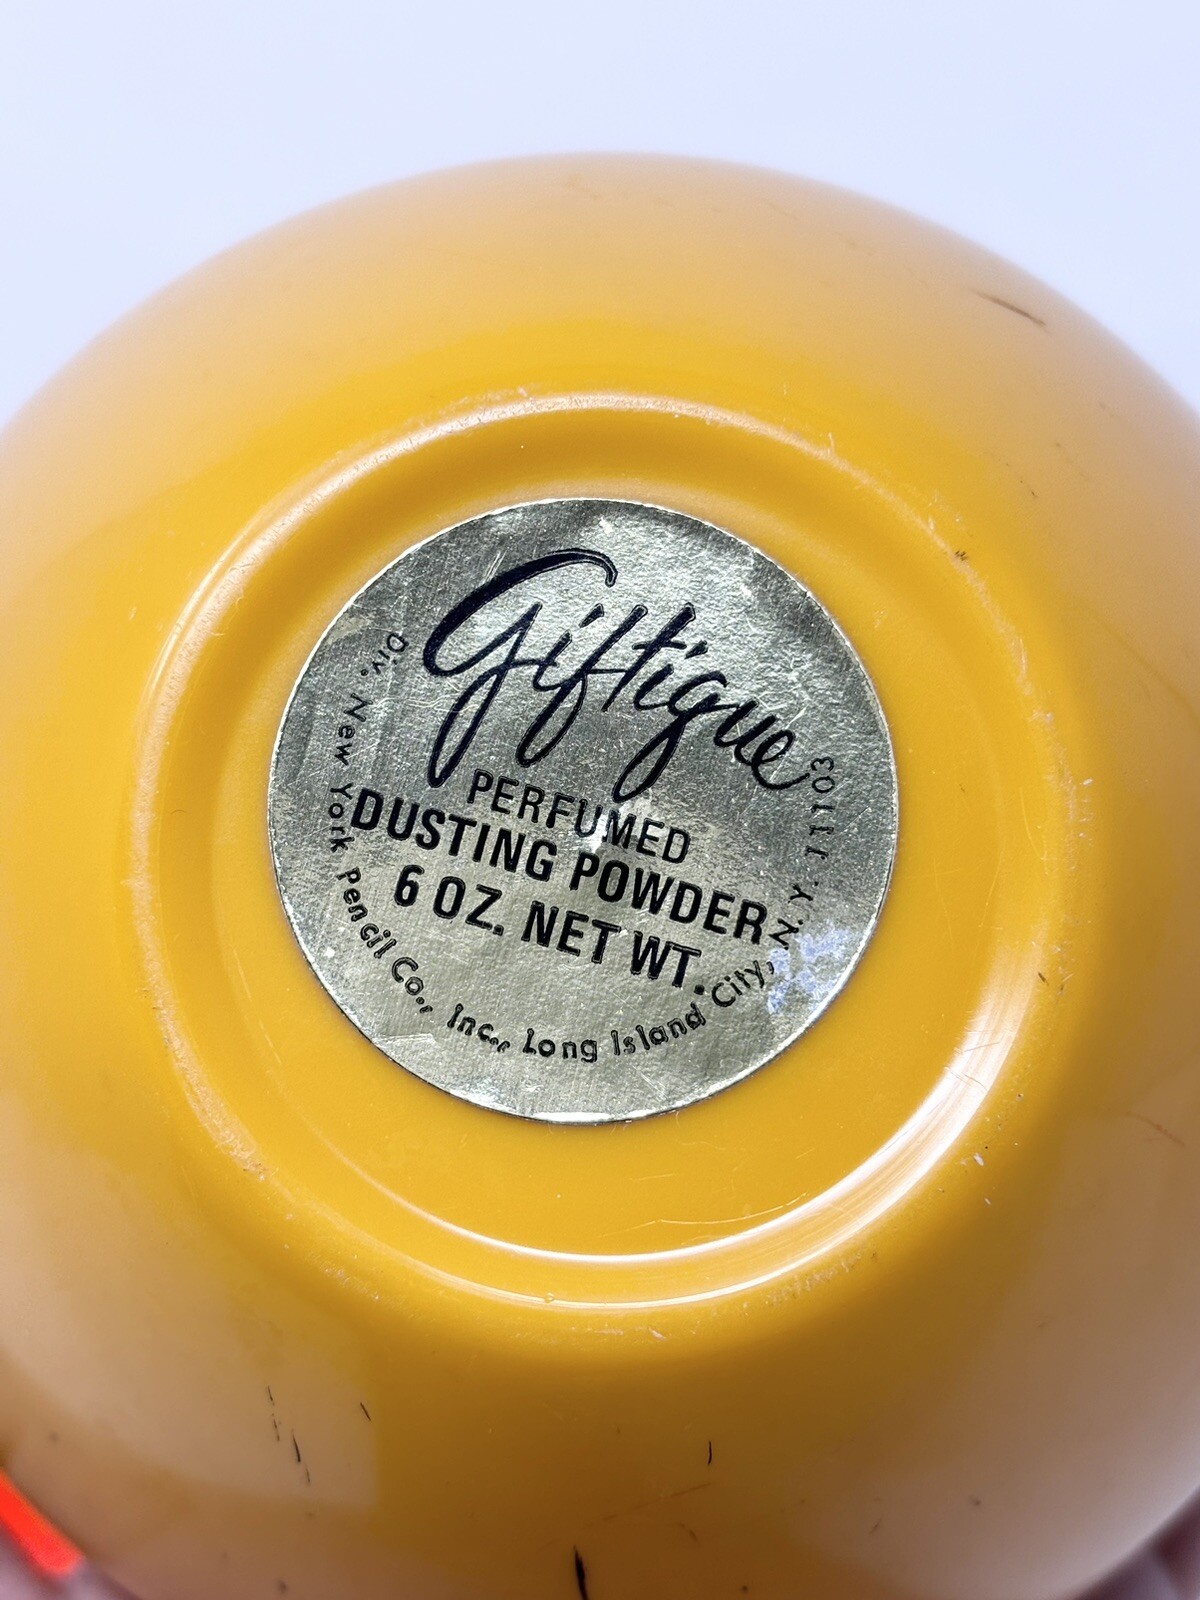 Giftique
PERFUMED
DUSTING POWDER
6 OZ. NET WT.
Div. New York Pencil Co., Inc., Long Island City, N.Y. 11103